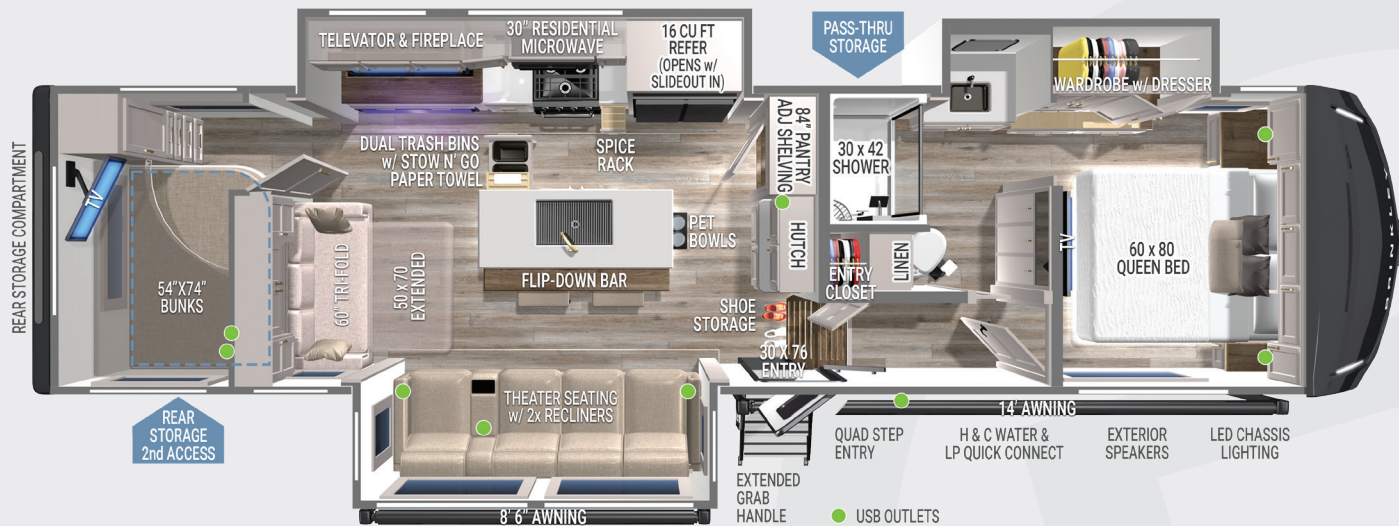 TELEVATOR & FIREPLACE
30" RESIDENTIAL
MICROWAVE
16 CU FT
REFER
(OPENS w/
SLIDEOUT IN)
PASS-THRU
STORAGE
WARDROBE w/ DRESSER
REAR STORAGE COMPARTMENT
TV
54"X74"
BUNKS
DUAL TRASH BINS
w/ STOW N' GO
PAPER TOWEL
SPICE
RACK
84" PANTRY
ADJ SHELVING
30 x 42
SHOWER
60" TRI-FOLD
50 x 70
EXTENDED
PET
BOWLS
FLIP-DOWN BAR
HUTCH
ENTRY
CLOSET
LINEN
TV
60 x 80
QUEEN BED
BRINKLEY
SHOE
STORAGE
30 X 76
ENTRY
THEATER SEATING
w/ 2x RECLINERS
REAR
STORAGE
2nd ACCESS
14' AWNING
QUAD STEP
ENTRY
H & C WATER &
LP QUICK CONNECT
EXTERIOR
SPEAKERS
LED CHASSIS
LIGHTING
EXTENDED
GRAB
HANDLE
USB OUTLETS
8' 6" AWNING